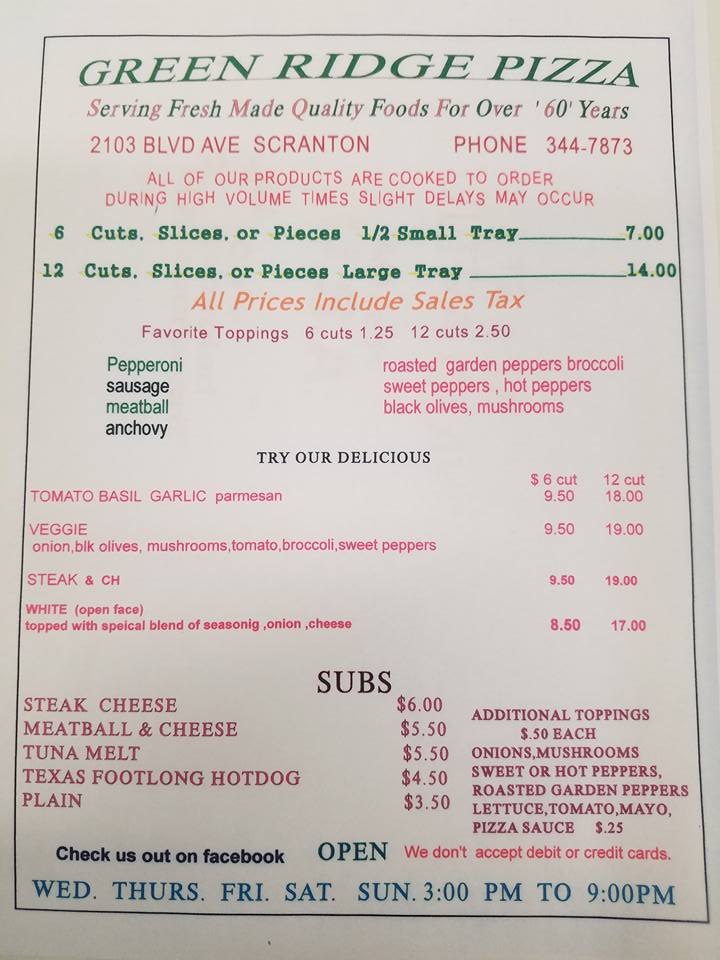 GREEN RIDGE PIZZA
Serving Fresh Made Quality Foods For Over '60' Years
2103 BLVD AVE SCRANTON PHONE 344-7873
ALL OF OUR PRODUCTS ARE COOKED TO ORDER
DURING HIGH VOLUME TIMES SLIGHT DELAYS MAY OCCUR
6 Cuts, Slices, or Pieces 1/2 Small Tray 7.00
12 Cuts, Slices, or Pieces Large Tray 14.00
All Prices Include Sales Tax
Favorite Toppings 6 cuts 1.25 12 cuts 2.50
Pepperoni roasted garden peppers broccoli
sausage sweet peppers , hot peppers
meatball black olives, mushrooms
anchovy
TRY OUR DELICIOUS
$ 6 cut 12 cut
TOMATO BASIL GARLIC parmesan 9.50 18.00
VEGGIE 9.50 19.00
onion,blk olives, mushrooms,tomato,broccoli,sweet peppers
STEAK & CH 9.50 19.00
WHITE (open face)
topped with speical blend of seasonig ,onion ,cheese 8.50 17.00
SUBS
STEAK CHEESE $6.00
MEATBALL & CHEESE $5.50
TUNA MELT $5.50
TEXAS FOOTLONG HOTDOG $4.50
PLAIN $3.50
ADDITIONAL TOPPINGS
$.50 EACH
ONIONS,MUSHROOMS
SWEET OR HOT PEPPERS,
ROASTED GARDEN PEPPERS
LETTUCE,TOMATO,MAYO,
PIZZA SAUCE $.25
Check us out on facebook OPEN We don't accept debit or credit cards.
WED. THURS. FRI. SAT. SUN. 3:00 PM TO 9:00PM